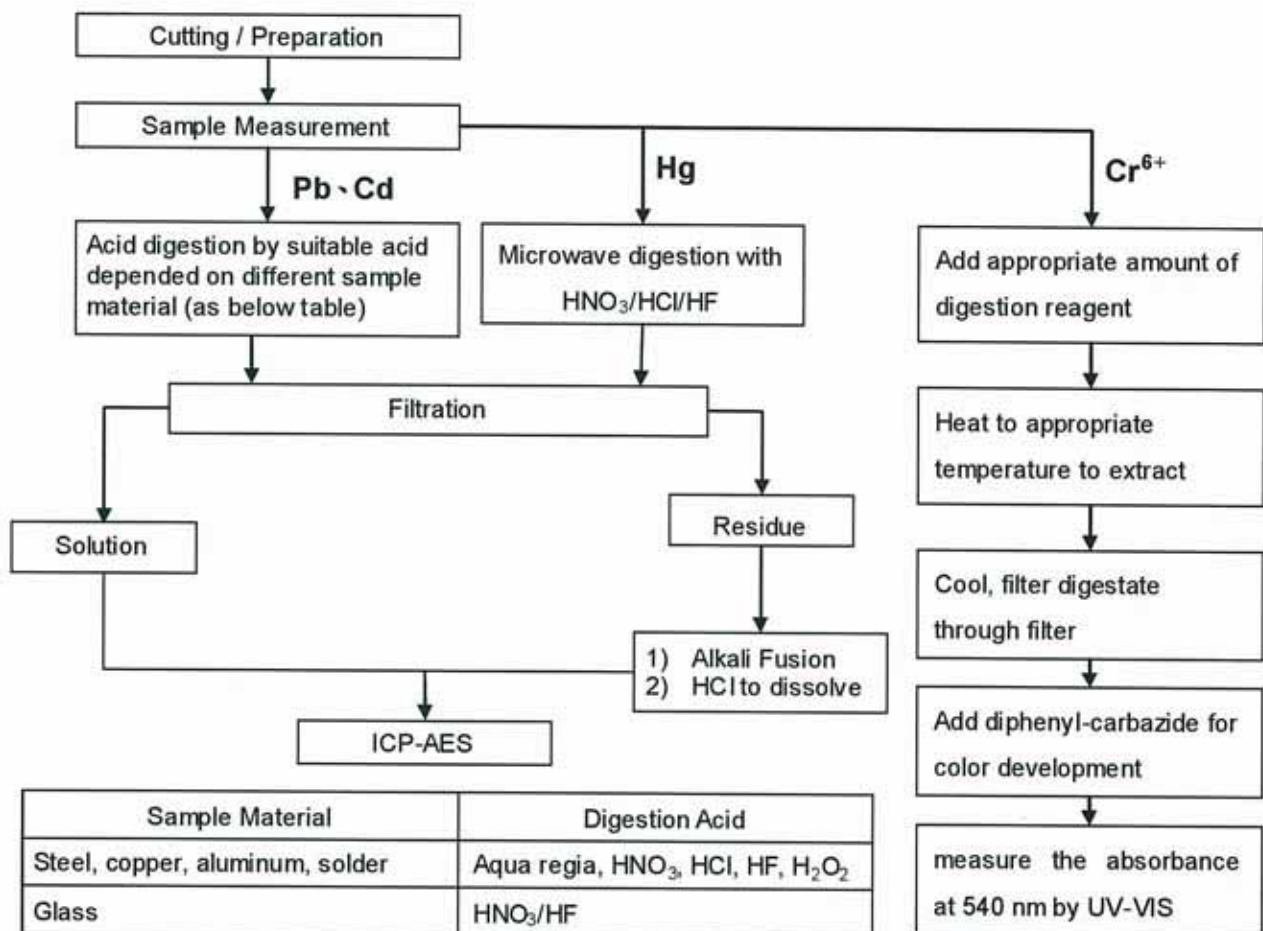 Cutting / Preparation
Sample Measurement
Pb、Cd
Hg
Cr⁶⁺
Acid digestion by suitable acid
depended on different sample
material (as below table)
Microwave digestion with
HNO₃/HCl/HF
Add appropriate amount of
digestion reagent
Filtration
Heat to appropriate
temperature to extract
Solution
Residue
Cool, filter digestate
through filter
1) Alkali Fusion
2) HCl to dissolve
ICP-AES
Add diphenyl-carbazide for
color development
Sample Material Digestion Acid
Steel, copper, aluminum, solder Aqua regia, HNO₃, HCl, HF, H₂O₂
Glass HNO₃/HF
measure the absorbance
at 540 nm by UV-VIS